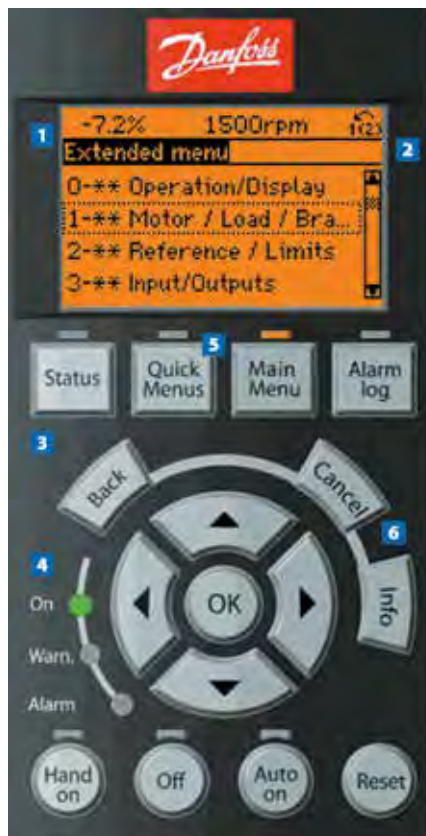 Danfoss
1
-7.2% 1500rpm 1(2)
2
Extended menu
0-** Operation/Display
1-** Motor / Load / Bra...
2-** Reference / Limits
3-** Input/Outputs
5
Status
Quick
Menus
Main
Menu
Alarm
log
3
Back
Cancel
6
4
On
OK
Info
Warn.
Alarm
Hand
on
Off
Auto
on
Reset